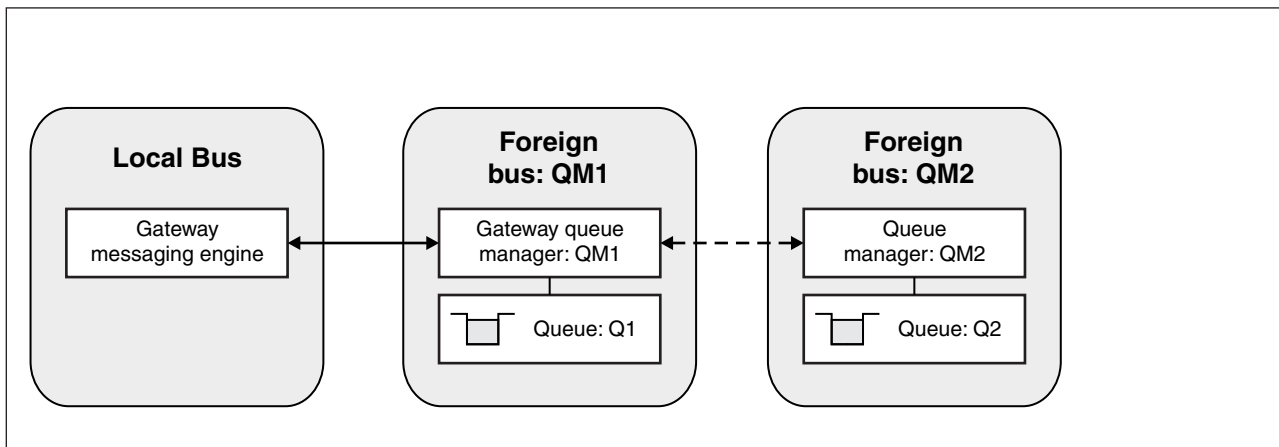 Local Bus
Gateway
messaging engine
Foreign
bus: QM1
Gateway queue
manager: QM1
Queue: Q1
Foreign
bus: QM2
Queue
manager: QM2
Queue: Q2